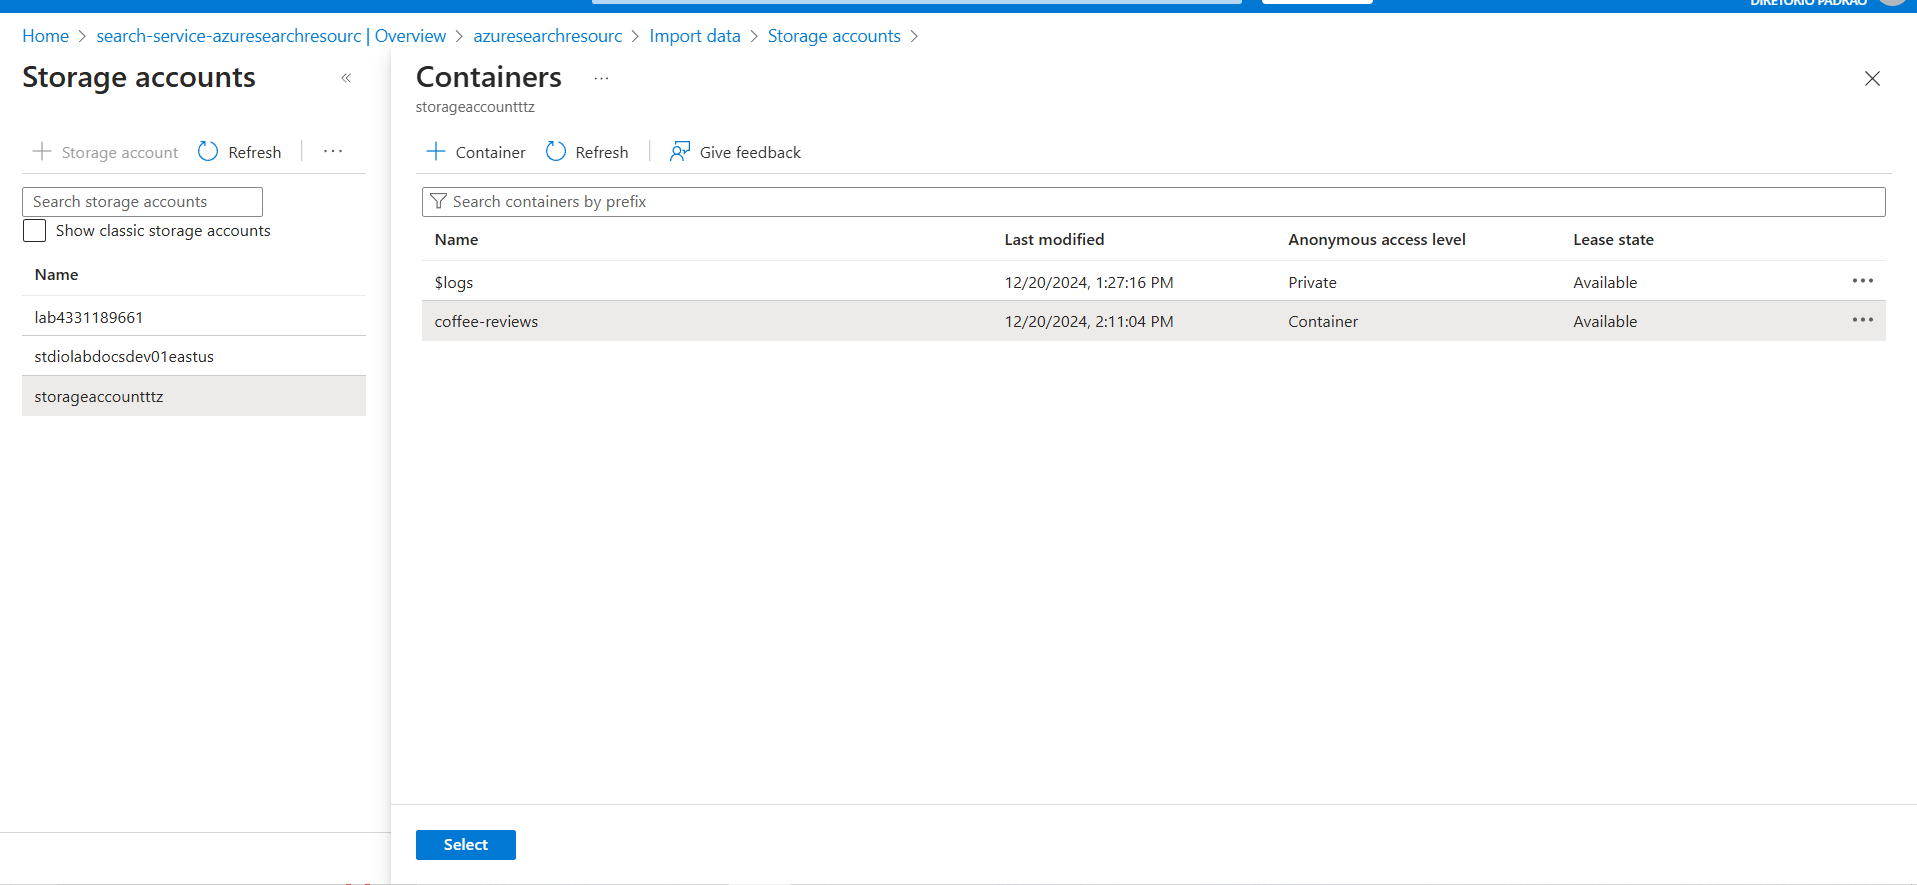 DIRETÓRIO PADRÃO
Home > search-service-azuresearchresourc | Overview > azuresearchresourc > Import data > Storage accounts >
Storage accounts «
Storage account Refresh ...
Search storage accounts
Show classic storage accounts
Name
lab4331189661
stdiolabdocsdev01eastus
storageaccountttz
Containers ...
storageaccountttz
Container Refresh Give feedback
Search containers by prefix
Name Last modified Anonymous access level Lease state
$logs 12/20/2024, 1:27:16 PM Private Available
coffee-reviews 12/20/2024, 2:11:04 PM Container Available
Select